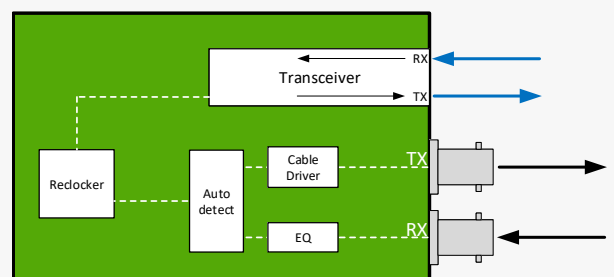 RX
Transceiver
TX
Cable
Driver
TX
Reclocker
Auto
detect
EQ
RX